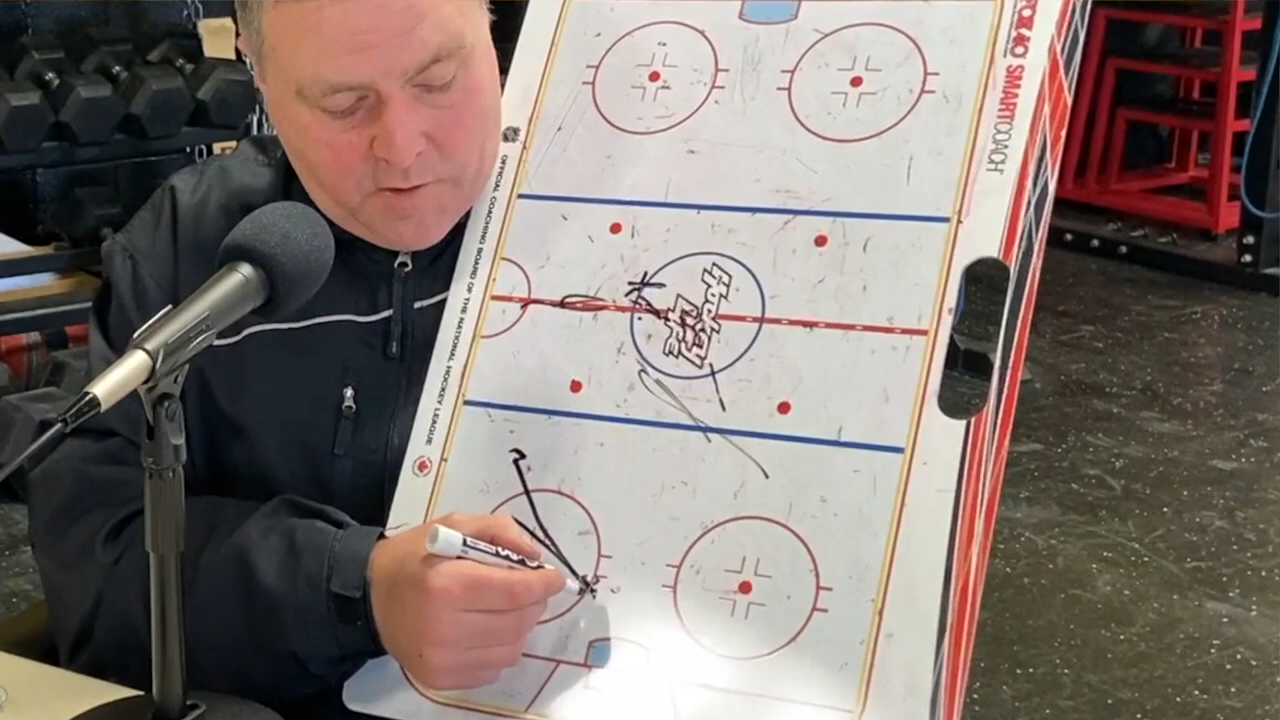 SMARTCOACH
OFFICIAL COACHING BOARD OF THE NATIONAL HOCKEY LEAGUE
Hockey
Life